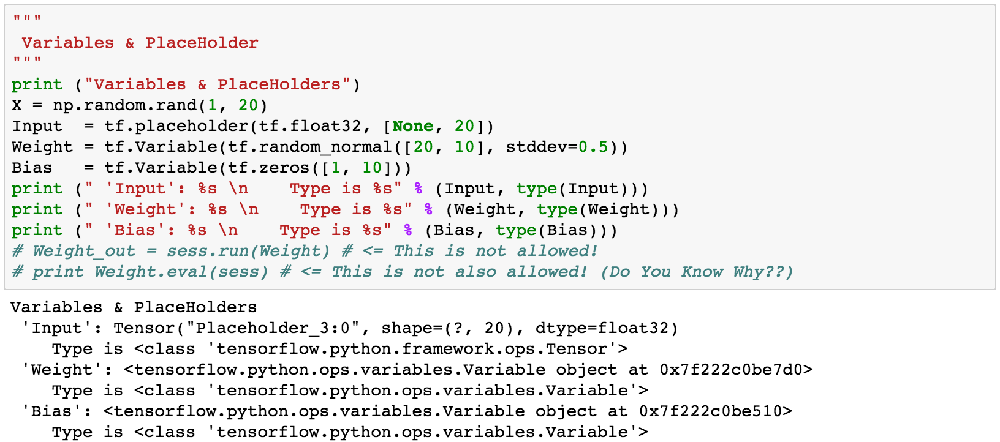 """
 Variables & PlaceHolder
"""
print ("Variables & PlaceHolders")
X = np.random.rand(1, 20)
Input  = tf.placeholder(tf.float32, [None, 20])
Weight = tf.Variable(tf.random_normal([20, 10], stddev=0.5))
Bias   = tf.Variable(tf.zeros([1, 10]))
print (" 'Input': %s \n    Type is %s" % (Input, type(Input)))
print (" 'Weight': %s \n    Type is %s" % (Weight, type(Weight)))
print (" 'Bias': %s \n    Type is %s" % (Bias, type(Bias)))
# Weight_out = sess.run(Weight) # <= This is not allowed!
# print Weight.eval(sess) # <= This is not also allowed! (Do You Know Why??)
Variables & PlaceHolders
 'Input': Tensor("Placeholder_3:0", shape=(?, 20), dtype=float32)
    Type is <class 'tensorflow.python.framework.ops.Tensor'>
 'Weight': <tensorflow.python.ops.variables.Variable object at 0x7f222c0be7d0>
    Type is <class 'tensorflow.python.ops.variables.Variable'>
 'Bias': <tensorflow.python.ops.variables.Variable object at 0x7f222c0be510>
    Type is <class 'tensorflow.python.ops.variables.Variable'>